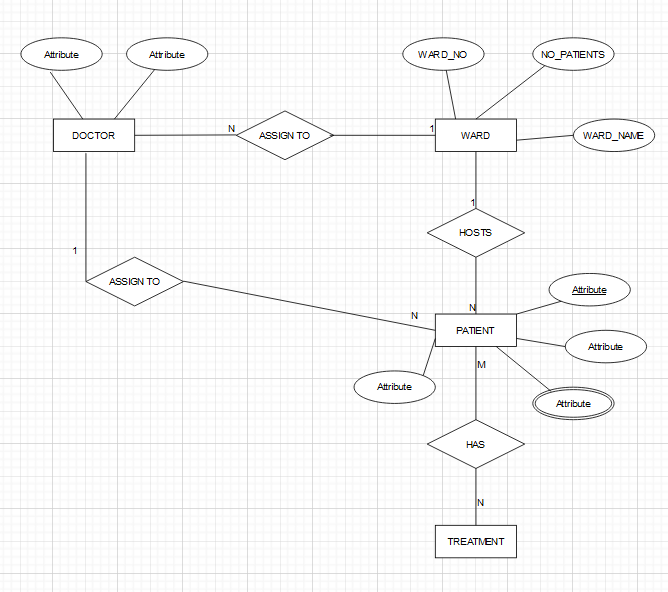 Attribute
Attribute
WARD_NO
NO_PATIENTS
DOCTOR
N
ASSIGN TO
1
WARD
WARD_NAME
1
HOSTS
1
ASSIGN TO
N
N
PATIENT
Attribute
Attribute
Attribute
Attribute
M
HAS
N
TREATMENT